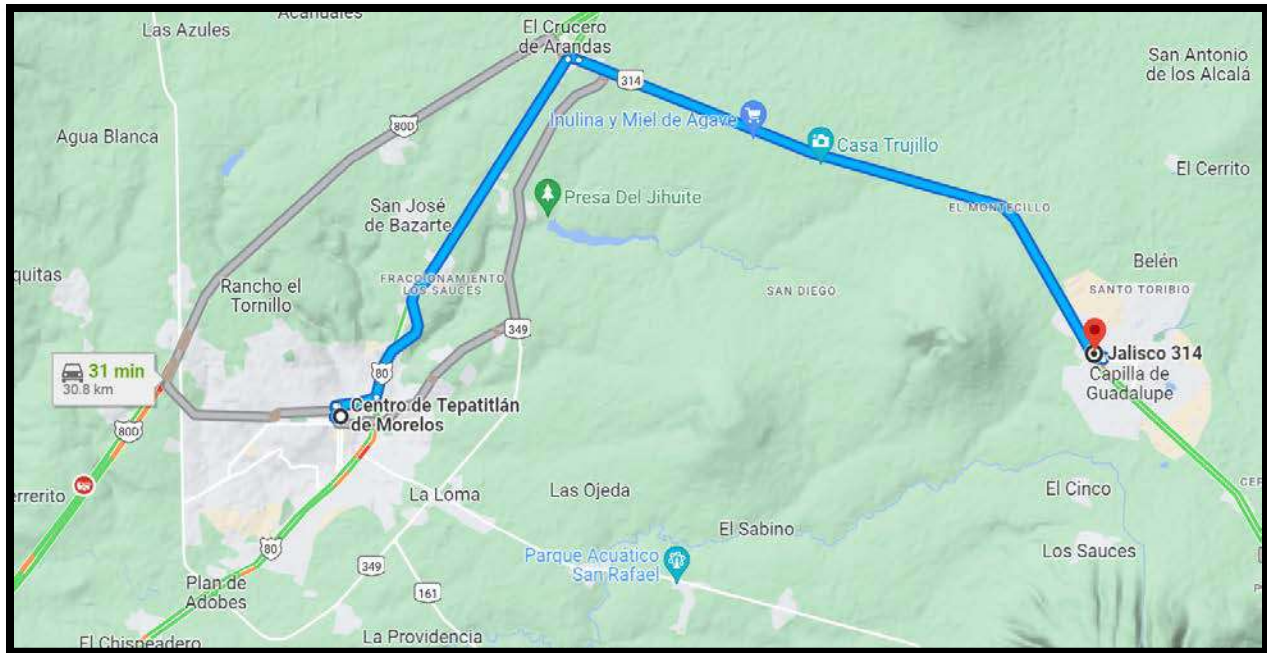 Acahuales
Las Azules
El Crucero
de Arandas
San Antonio
de los Alcalá
314
Inulina y Miel de Agave
80D
Agua Blanca
Casa Trujillo
El Cerrito
Presa Del Jihuite
San José
de Bazarte
EL MONTECILLO
quitas
Rancho el
Tornillo
FRACCIONAMIENTO
LOS SAUCES
SAN DIEGO
Belén
SANTO TORIBIO
349
31 min
30.8 km
80
Jalisco 314
Capilla de
Guadalupe
Centro de Tepatitlán
de Morelos
80D
errerito
La Loma
Las Ojeda
El Cinco
CER
El Sabino
80
Los Sauces
Parque Acuático
San Rafael
349
Plan de
Adobes
161
La Providencia
El Chispeadero